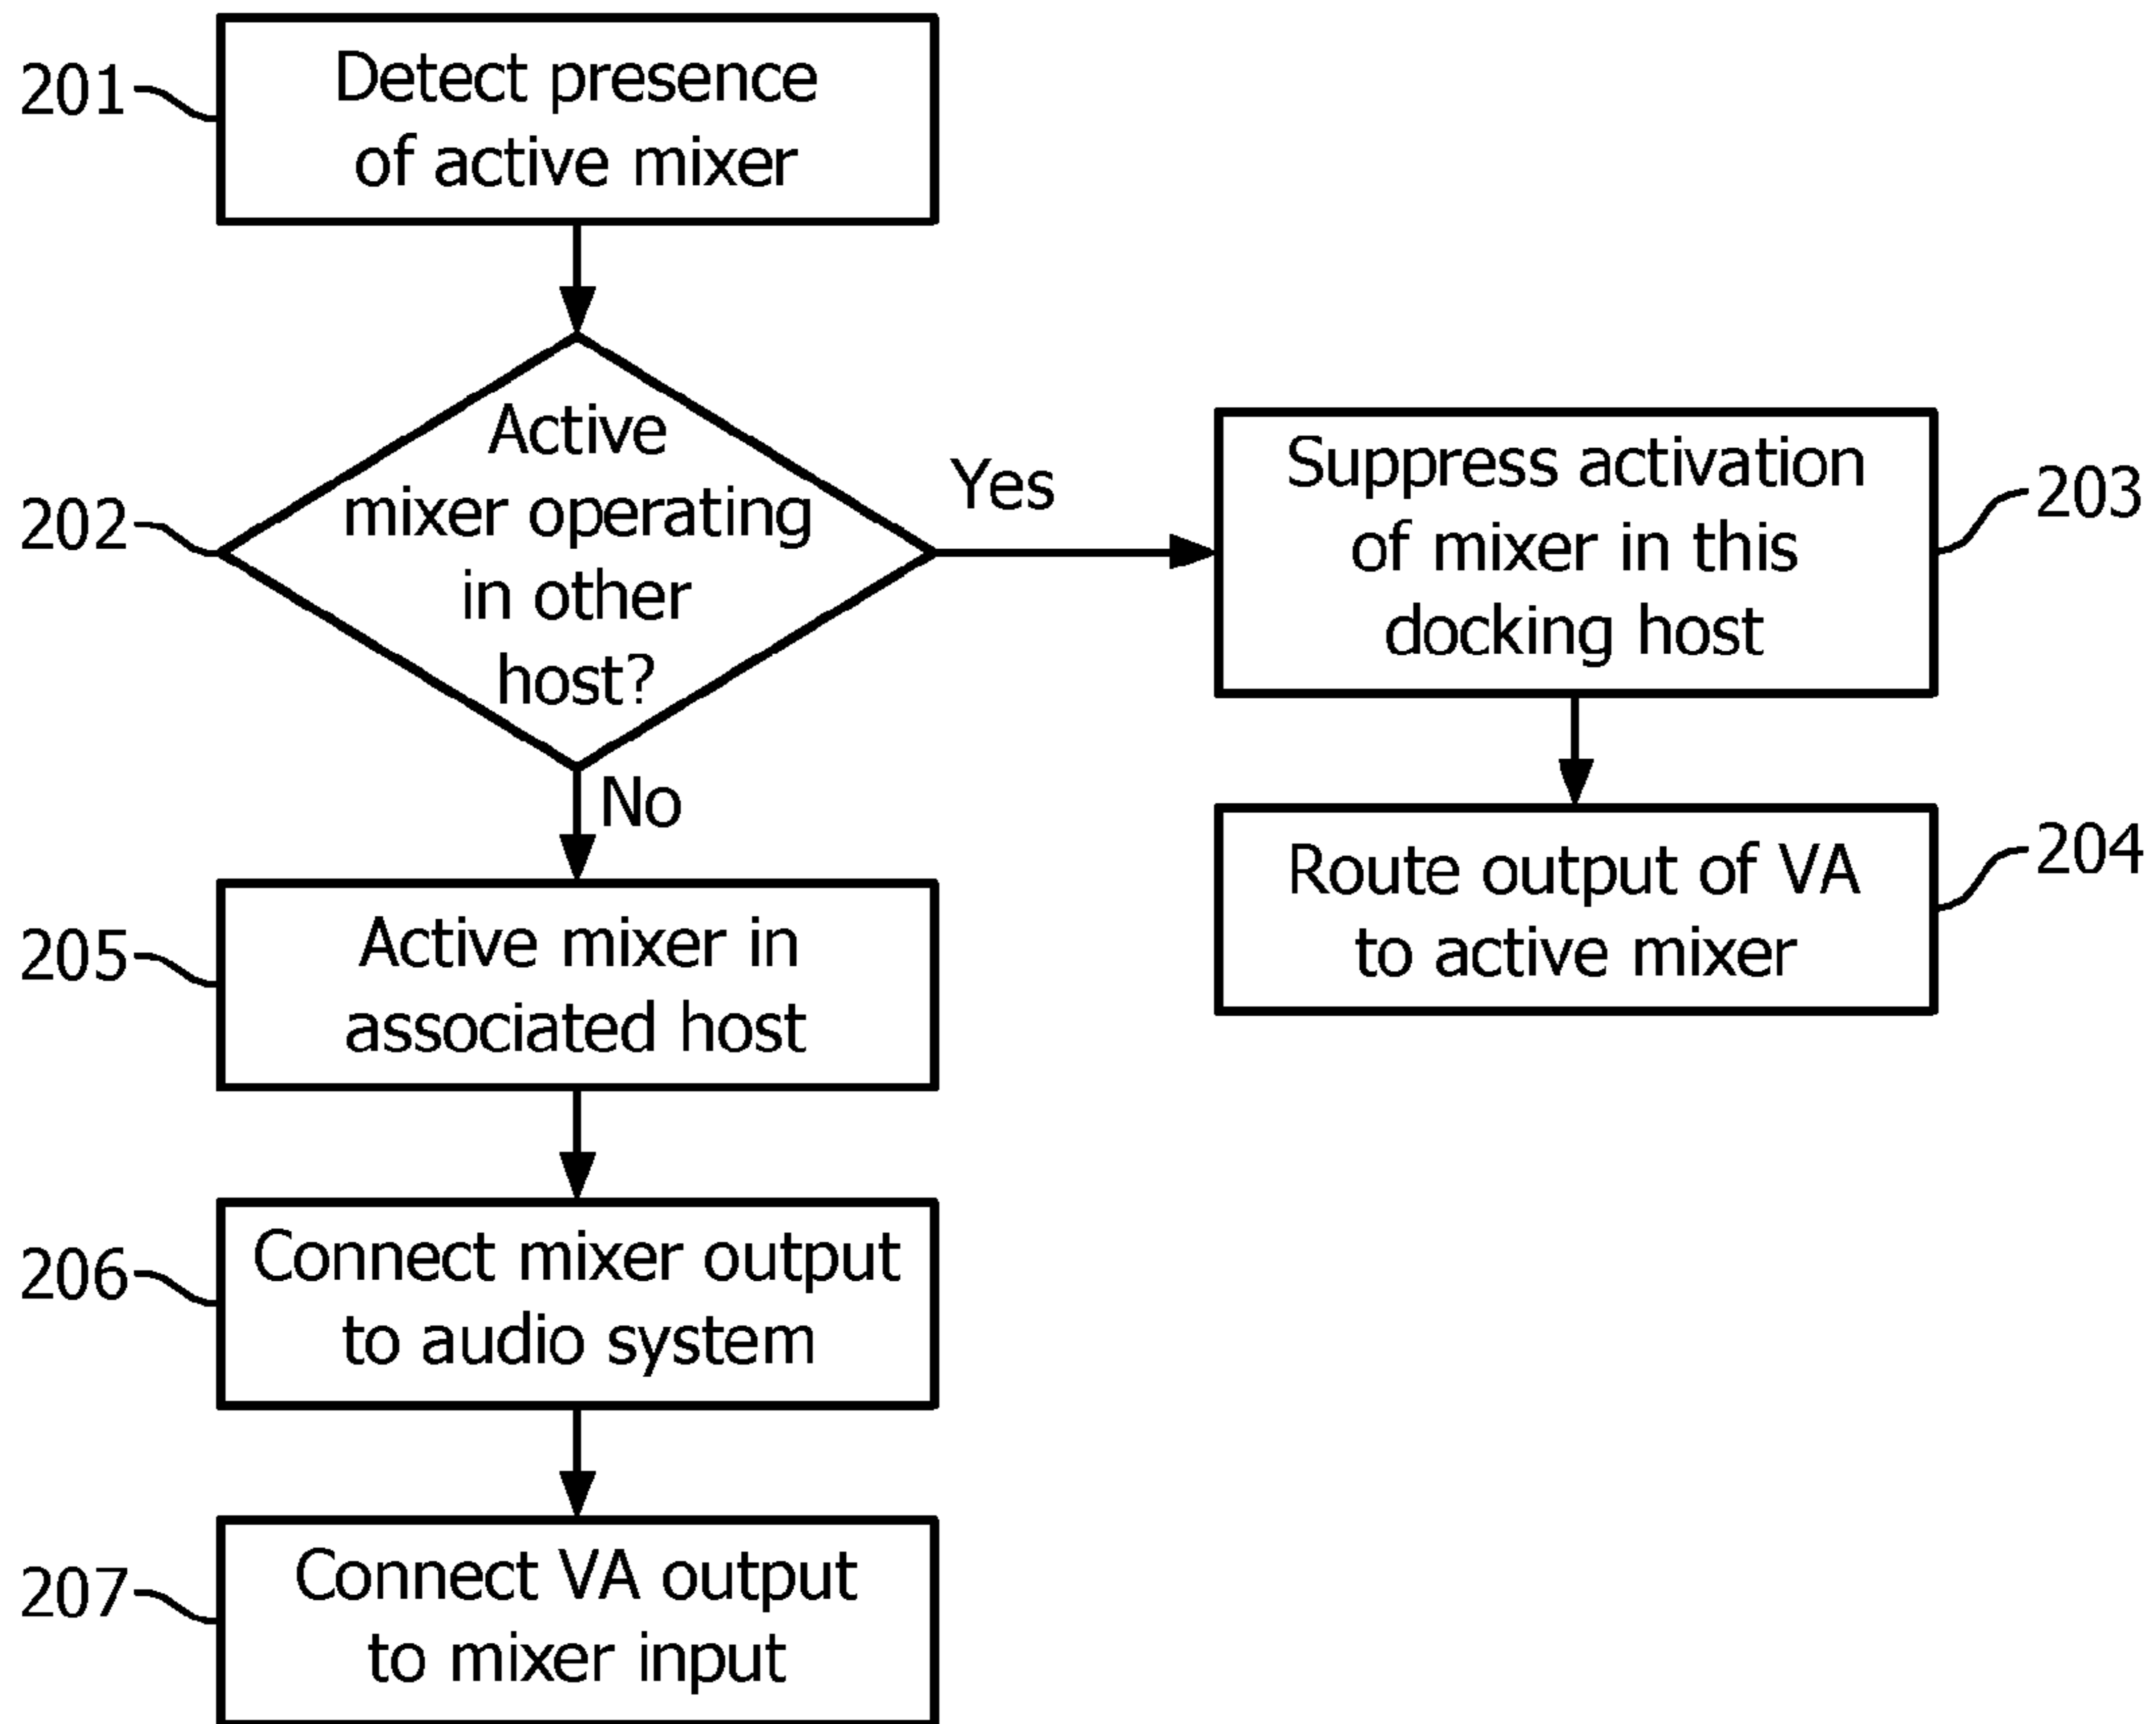 201
Detect presence
of active mixer
202
Active
mixer operating
in other
host?
Yes
No
Suppress activation
of mixer in this
docking host
203
Route output of VA
to active mixer
204
205
Active mixer in
associated host
206
Connect mixer output
to audio system
207
Connect VA output
to mixer input